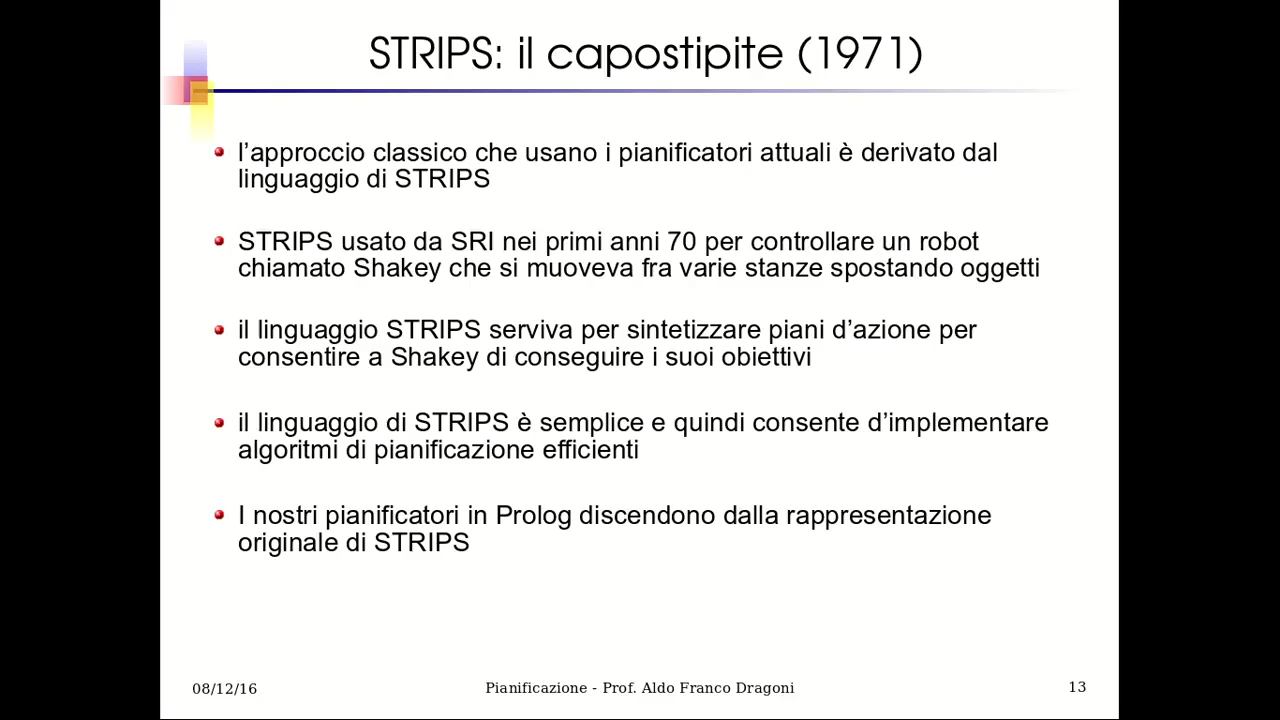 STRIPS: il capostipite (1971)
l’approccio classico che usano i pianificatori attuali è derivato dal
linguaggio di STRIPS
STRIPS usato da SRI nei primi anni 70 per controllare un robot
chiamato Shakey che si muoveva fra varie stanze spostando oggetti
il linguaggio STRIPS serviva per sintetizzare piani d’azione per
consentire a Shakey di conseguire i suoi obiettivi
il linguaggio di STRIPS è semplice e quindi consente d’implementare
algoritmi di pianificazione efficienti
I nostri pianificatori in Prolog discendono dalla rappresentazione
originale di STRIPS
08/12/16
Pianificazione - Prof. Aldo Franco Dragoni
13